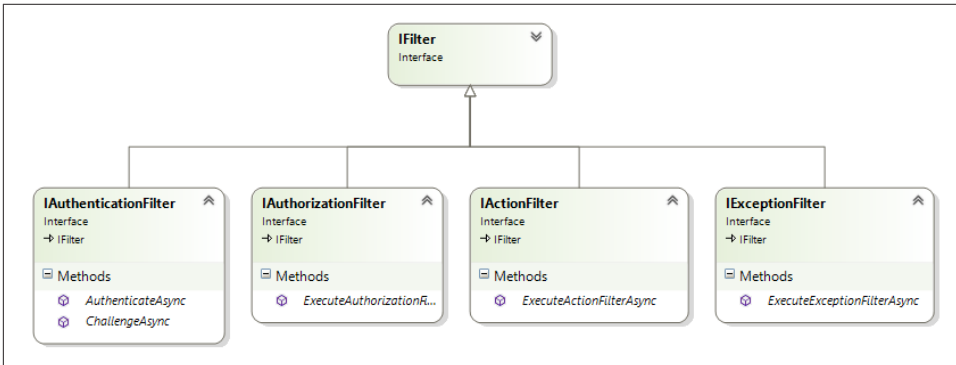 IFilter
Interface
IAuthenticationFilter
Interface
IFilter
Methods
AuthenticateAsync
ChallengeAsync
IAuthorizationFilter
Interface
IFilter
Methods
ExecuteAuthorizationR...
IActionFilter
Interface
IFilter
Methods
ExecuteActionFilterAsync
IExceptionFilter
Interface
IFilter
Methods
ExecuteExceptionFilterAsync